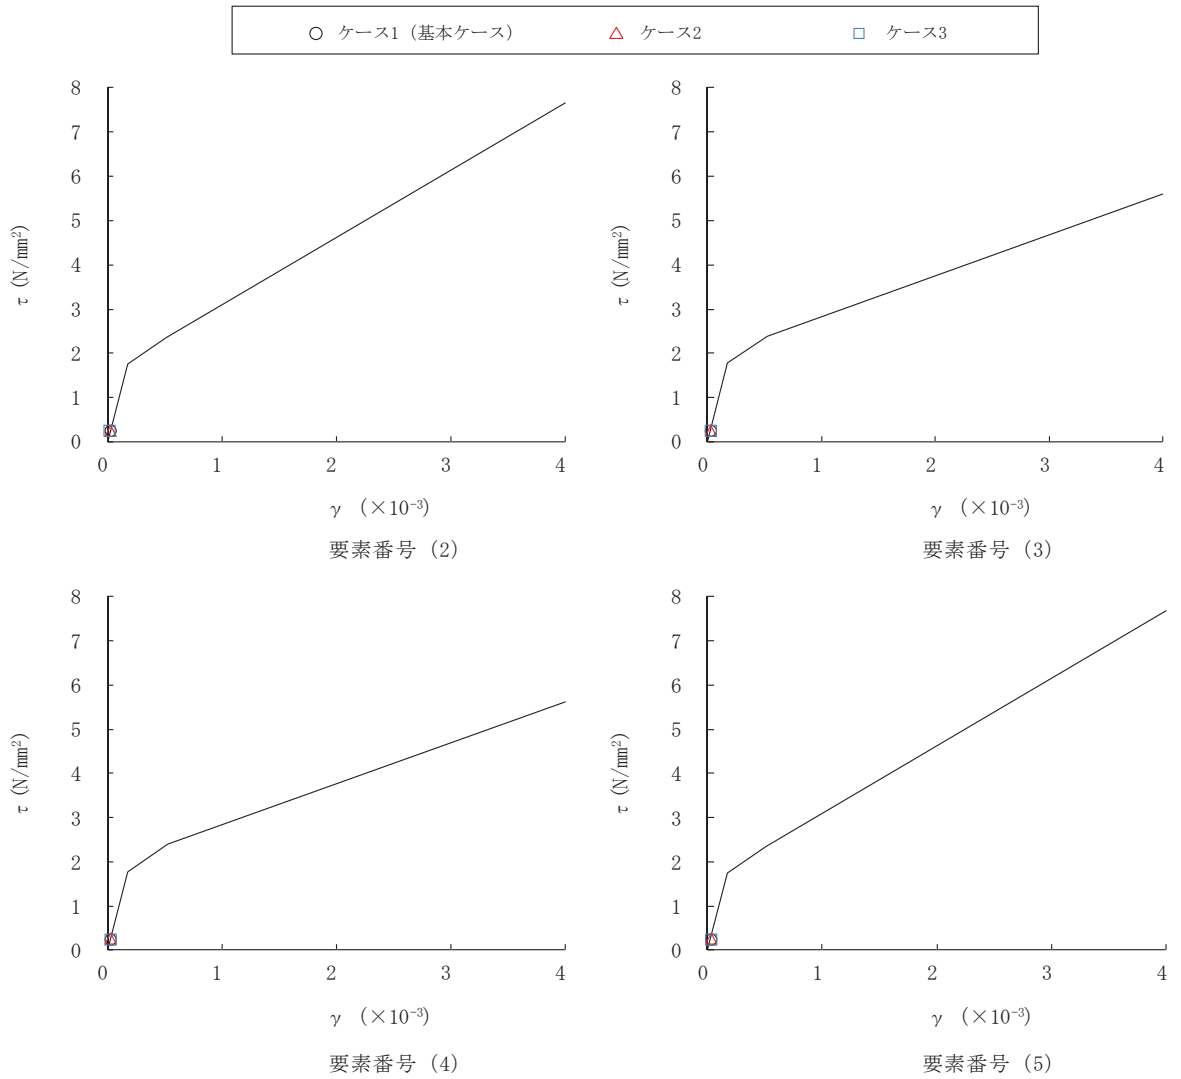 ケース1（基本ケース） ケース2 ケース3
8 7 6 5 4 3 2 1 0
τ (N/mm²)
0 1 2 3 4
γ （×10⁻³)
要素番号（2）
8 7 6 5 4 3 2 1 0
τ (N/mm²)
0 1 2 3 4
γ （×10⁻³)
要素番号（3）
8 7 6 5 4 3 2 1 0
τ (N/mm²)
0 1 2 3 4
γ （×10⁻³)
要素番号（4）
8 7 6 5 4 3 2 1 0
τ (N/mm²)
0 1 2 3 4
γ （×10⁻³)
要素番号（5）